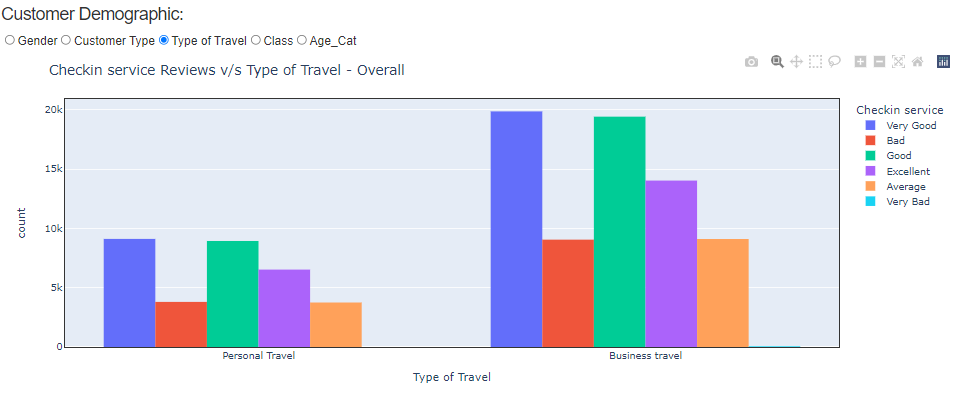 Customer Demographic:
Gender Customer Type Type of Travel Class Age_Cat
Checkin service Reviews v/s Type of Travel - Overall
20k
15k
10k
5k
0
count
Personal Travel
Business travel
Type of Travel
Checkin service
Very Good
Bad
Good
Excellent
Average
Very Bad